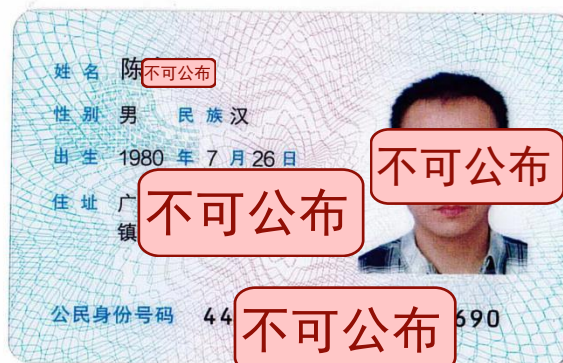 姓名 陈 不可公布
性别 男 民族 汉
出生 1980 年 7 月 26 日
不可公布
住址 广 不可公布
镇
公民身份号码 44 不可公布 690